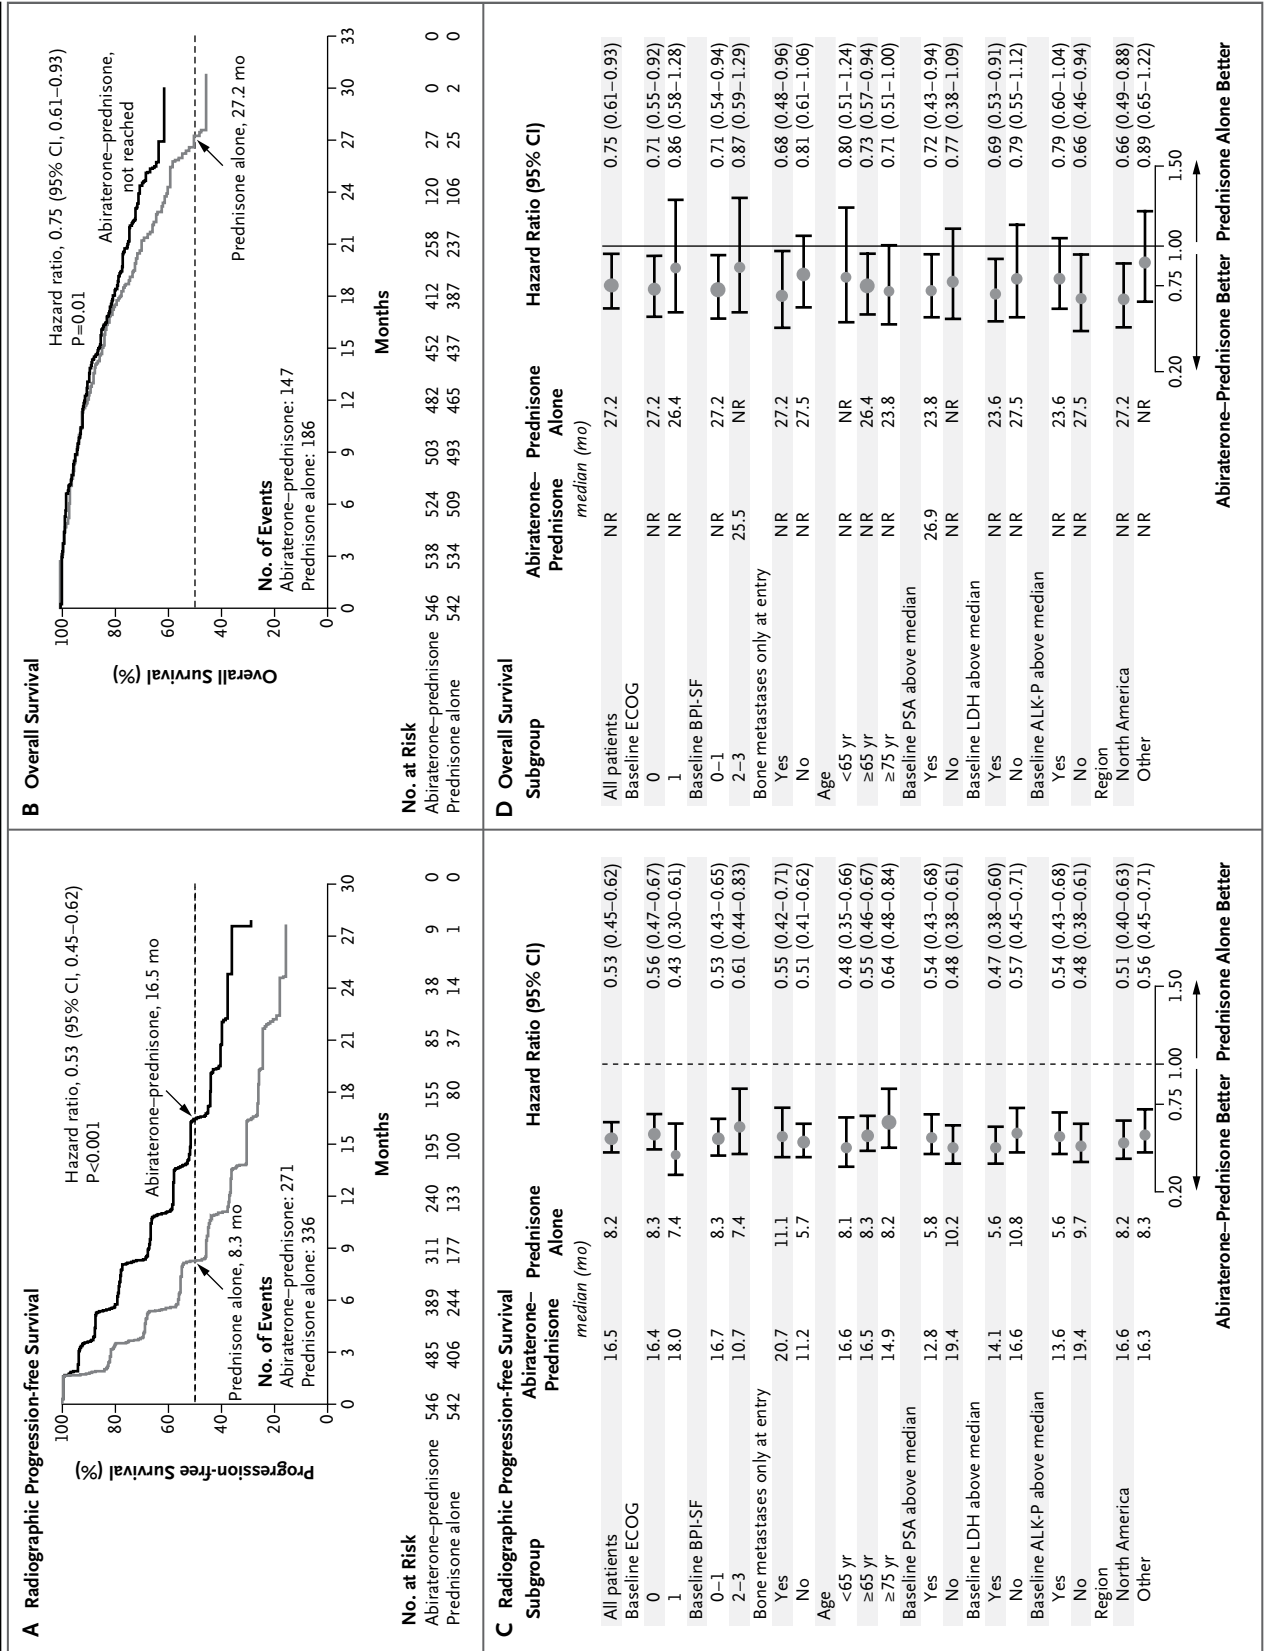 A Radiographic Progression-free Survival
Progression-free Survival (%)
100
80
60
40
20
0
0 3 6 9 12 15 18 21 24 27 30
Months
Hazard ratio, 0.53 (95% CI, 0.45–0.62)
P<0.001
Abiraterone–prednisone, 16.5 mo
Prednisone alone, 8.3 mo
No. of Events
Abiraterone–prednisone: 271
Prednisone alone: 336
No. at Risk
Abiraterone–prednisone 546 485 389 311 240 195 155 85 38 9 0
Prednisone alone 542 406 244 177 133 100 80 37 14 1 0
B Overall Survival
Overall Survival (%)
100
80
60
40
20
0
0 3 6 9 12 15 18 21 24 27 30 33
Months
Hazard ratio, 0.75 (95% CI, 0.61–0.93)
P=0.01
Abiraterone–prednisone,
not reached
Prednisone alone, 27.2 mo
No. of Events
Abiraterone–prednisone: 147
Prednisone alone: 186
No. at Risk
Abiraterone–prednisone 546 538 524 503 482 452 412 258 120 27 0 0
Prednisone alone 542 534 509 493 465 437 387 237 106 25 2 0
C Radiographic Progression-free Survival
Subgroup Abiraterone–Prednisone Prednisone Alone Hazard Ratio (95% CI)
median (mo)
All patients 16.5 8.2 0.53 (0.45–0.62)
Baseline ECOG
0 16.4 8.3 0.56 (0.47–0.67)
1 18.0 7.4 0.43 (0.30–0.61)
Baseline BPI-SF
0–1 16.7 8.3 0.53 (0.43–0.65)
2–3 10.7 7.4 0.61 (0.44–0.83)
Bone metastases only at entry
Yes 20.7 11.1 0.55 (0.42–0.71)
No 11.2 5.7 0.51 (0.41–0.62)
Age
<65 yr 16.6 8.1 0.48 (0.35–0.66)
≥65 yr 16.5 8.3 0.55 (0.46–0.67)
≥75 yr 14.9 8.2 0.64 (0.48–0.84)
Baseline PSA above median
Yes 12.8 5.8 0.54 (0.43–0.68)
No 19.4 10.2 0.48 (0.38–0.61)
Baseline LDH above median
Yes 14.1 5.6 0.47 (0.38–0.60)
No 16.6 10.8 0.57 (0.45–0.71)
Baseline ALK-P above median
Yes 13.6 5.6 0.54 (0.43–0.68)
No 19.4 9.7 0.48 (0.38–0.61)
Region
North America 16.6 8.2 0.51 (0.40–0.63)
Other 16.3 8.3 0.56 (0.45–0.71)
0.20 0.75 1.00 1.50
Abiraterone–Prednisone Better Prednisone Alone Better
D Overall Survival
Subgroup Abiraterone–Prednisone Prednisone Alone Hazard Ratio (95% CI)
median (mo)
All patients NR 27.2 0.75 (0.61–0.93)
Baseline ECOG
0 NR 27.2 0.71 (0.55–0.92)
1 NR 26.4 0.86 (0.58–1.28)
Baseline BPI-SF
0–1 NR 27.2 0.71 (0.54–0.94)
2–3 25.5 NR 0.87 (0.59–1.29)
Bone metastases only at entry
Yes NR 27.2 0.68 (0.48–0.96)
No NR 27.5 0.81 (0.61–1.06)
Age
<65 yr NR NR 0.80 (0.51–1.24)
≥65 yr NR 26.4 0.73 (0.57–0.94)
≥75 yr NR 23.8 0.71 (0.51–1.00)
Baseline PSA above median
Yes 26.9 23.8 0.72 (0.43–0.94)
No NR NR 0.77 (0.38–1.09)
Baseline LDH above median
Yes NR 23.6 0.69 (0.53–0.91)
No NR 27.5 0.79 (0.55–1.12)
Baseline ALK-P above median
Yes NR 23.6 0.79 (0.60–1.04)
No NR 27.5 0.66 (0.46–0.94)
Region
North America NR 27.2 0.66 (0.49–0.88)
Other NR NR 0.89 (0.65–1.22)
0.20 0.75 1.00 1.50
Abiraterone–Prednisone Better Prednisone Alone Better